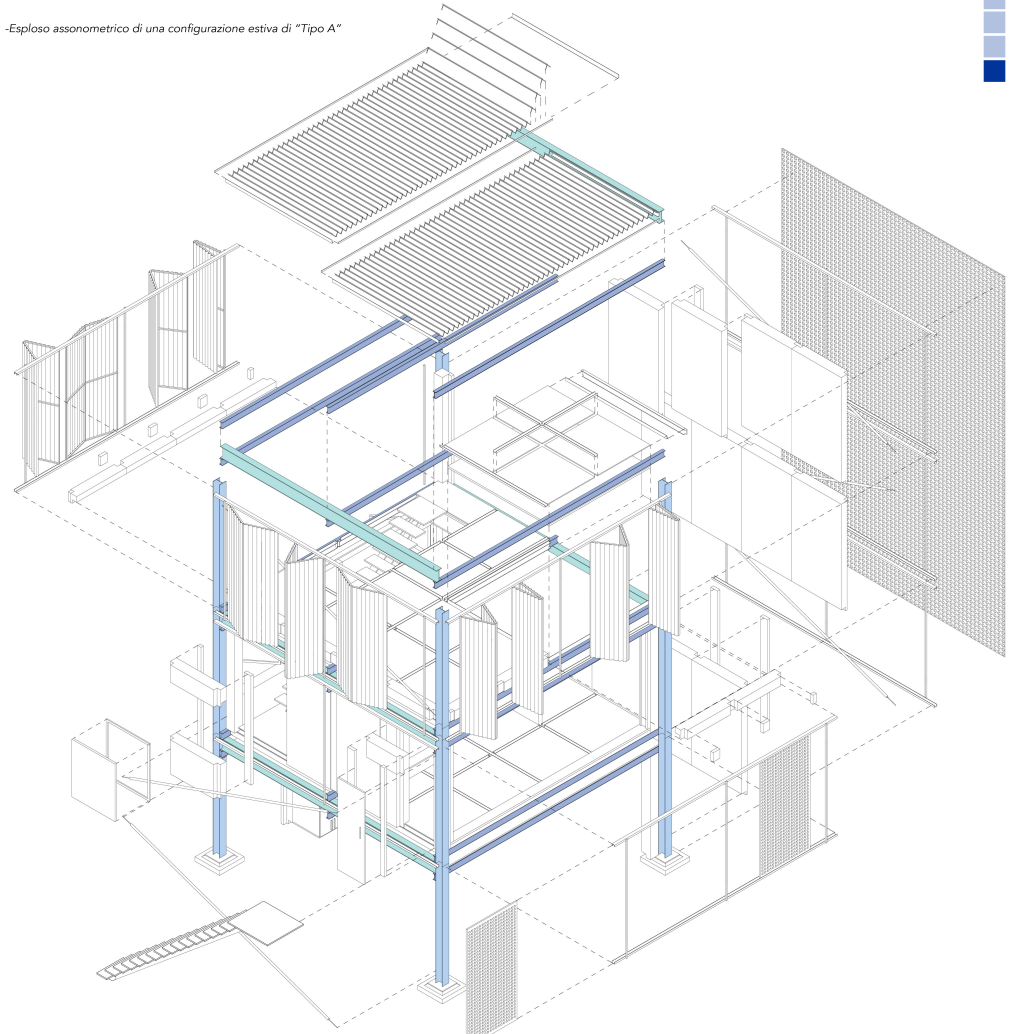 -Esploso assonometrico di una configurazione estiva di “Tipo A”